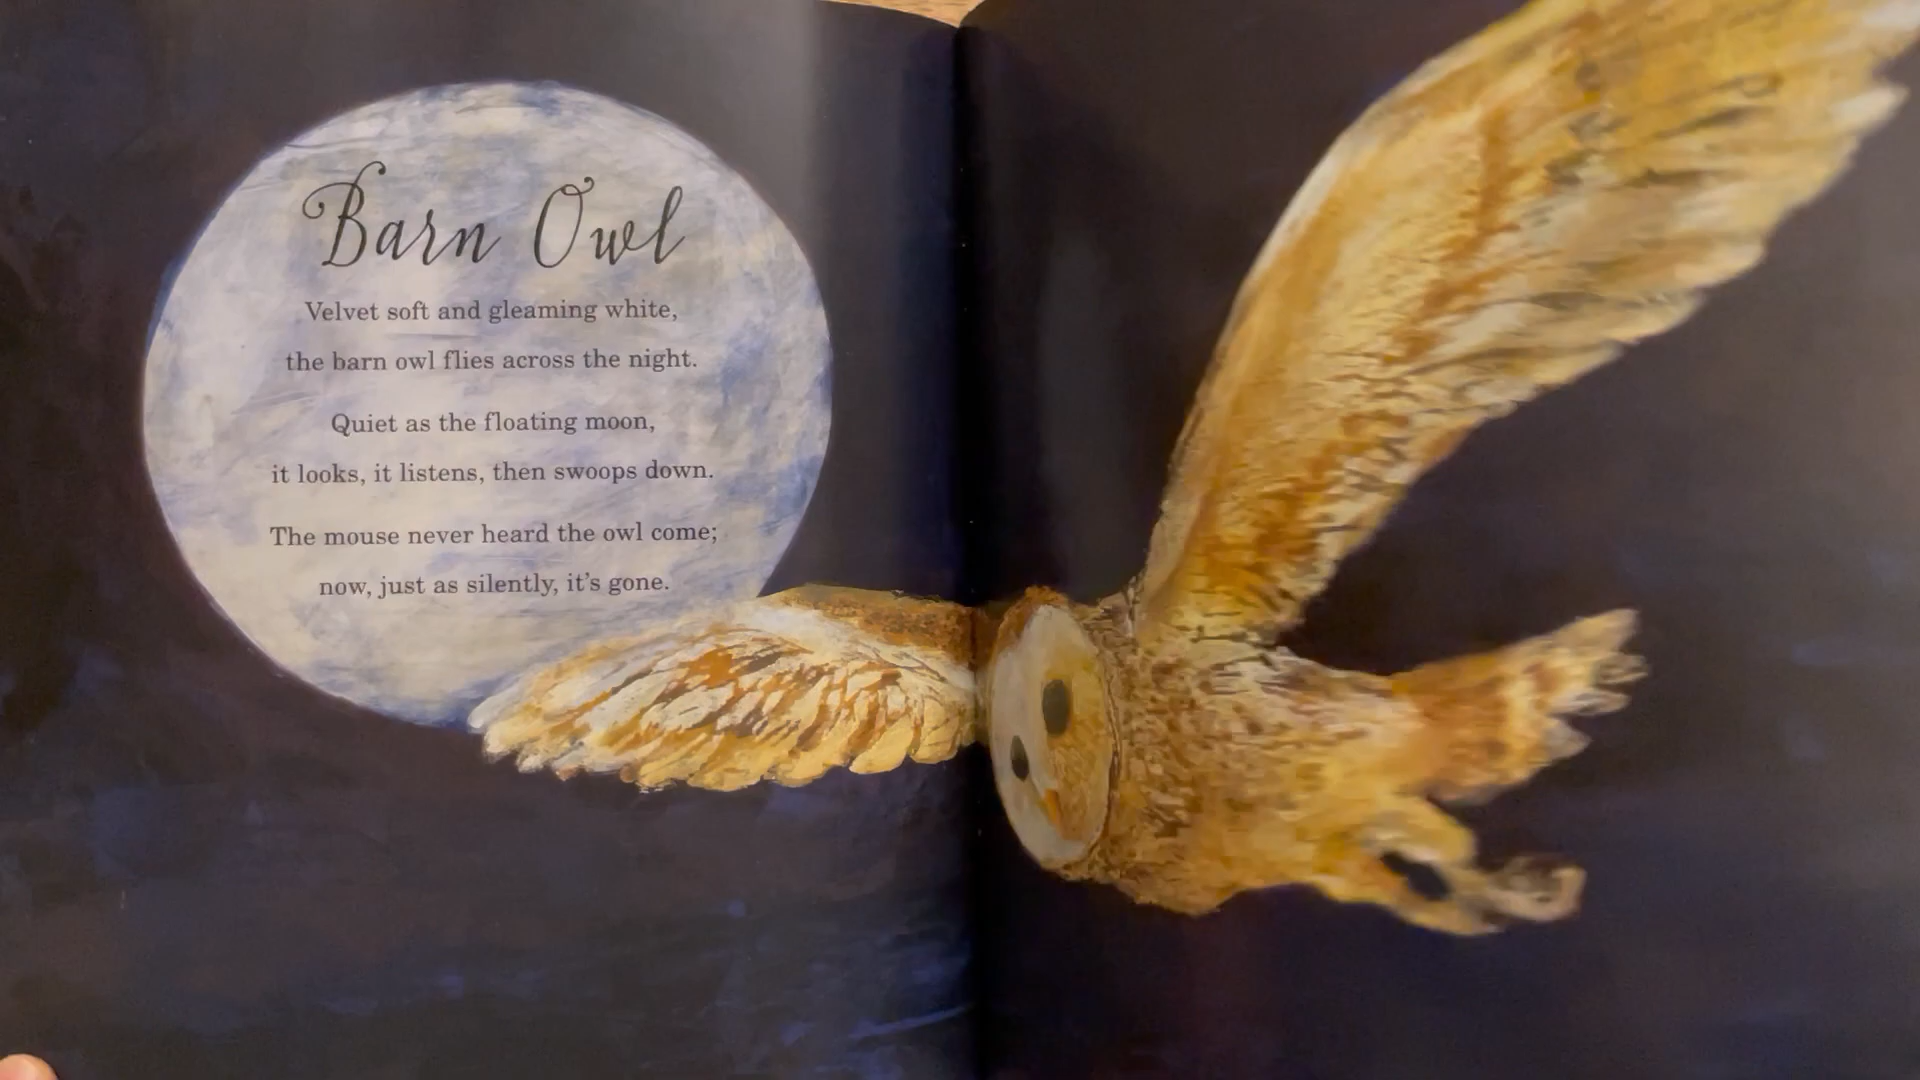 Barn Owl
Velvet soft and gleaming white,
the barn owl flies across the night.
Quiet as the floating moon,
it looks, it listens, then swoops down.
The mouse never heard the owl come;
now, just as silently, it’s gone.